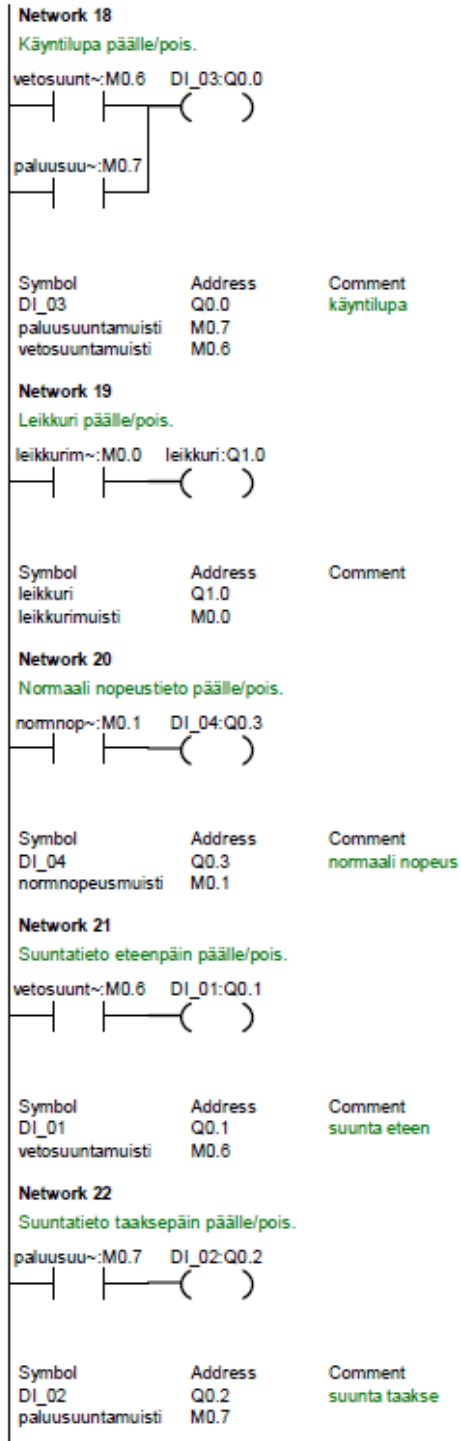 Network 18
Käyntilupa päälle/pois.
vetosuunt~:M0.6 DI_03:Q0.0
paluusuu~:M0.7
Symbol Address Comment
DI_03 Q0.0 käyntilupa
paluusuuntamuisti M0.7
vetosuuntamuisti M0.6
Network 19
Leikkuri päälle/pois.
leikkurim~:M0.0 leikkuri:Q1.0
Symbol Address Comment
leikkuri Q1.0
leikkurimuisti M0.0
Network 20
Normaali nopeustieto päälle/pois.
normnop~:M0.1 DI_04:Q0.3
Symbol Address Comment
DI_04 Q0.3 normaali nopeus
normnopeusmuisti M0.1
Network 21
Suuntatieto eteenpäin päälle/pois.
vetosuunt~:M0.6 DI_01:Q0.1
Symbol Address Comment
DI_01 Q0.1 suunta eteen
vetosuuntamuisti M0.6
Network 22
Suuntatieto taaksepäin päälle/pois.
paluusuu~:M0.7 DI_02:Q0.2
Symbol Address Comment
DI_02 Q0.2 suunta taakse
paluusuuntamuisti M0.7